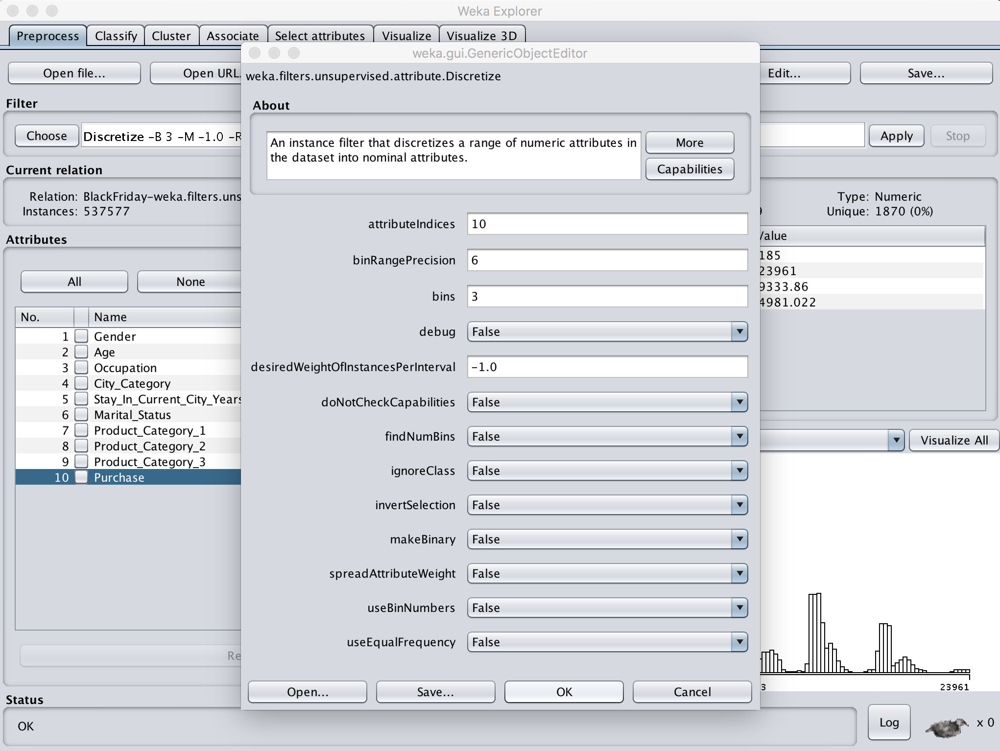 Weka Explorer
Preprocess Classify Cluster Associate Select attributes Visualize Visualize 3D
weka.gui.GenericObjectEditor
Open file... Open URL. Edit... Save...
weka.filters.unsupervised.attribute.Discretize
Filter
About
Choose Discretize -B 3 -M -1.0 -R Apply Stop
An instance filter that discretizes a range of numeric attributes in
the dataset into nominal attributes.
More
Capabilities
Current relation
Relation: BlackFriday-weka.filters.uns
Instances: 537577
Type: Numeric
Unique: 1870 (0%)
Attributes
All None
No. Name
1 Gender
2 Age
3 Occupation
4 City_Category
5 Stay_In_Current_City_Years
6 Marital_Status
7 Product_Category_1
8 Product_Category_2
9 Product_Category_3
10 Purchase
attributeIndices 10
binRangePrecision 6
bins 3
debug False
desiredWeightOfInstancesPerInterval -1.0
doNotCheckCapabilities False
findNumBins False
ignoreClass False
invertSelection False
makeBinary False
spreadAttributeWeight False
useBinNumbers False
useEqualFrequency False
Open... Save... OK Cancel
Value
185
23961
9333.86
4981.022
Visualize All
3 23961
Re
Status
OK
Log x 0